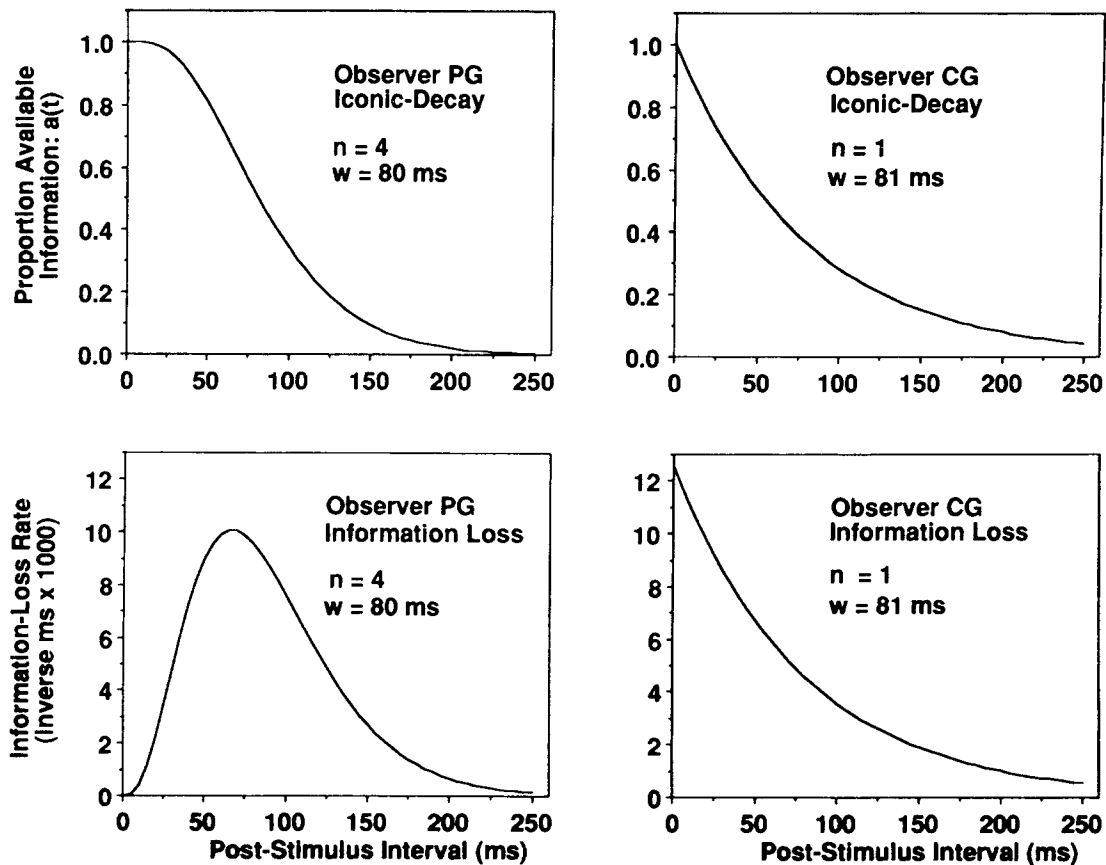 Proportion Available
Information: a(t)
1.0
0.8
0.6
0.4
0.2
0.0
Observer PG
Iconic-Decay
n = 4
w = 80 ms
0 50 100 150 200 250
1.0
0.8
0.6
0.4
0.2
0.0
Observer CG
Iconic-Decay
n = 1
w = 81 ms
0 50 100 150 200 250
Information-Loss Rate
(Inverse ms x 1000)
12
10
8
6
4
2
0
Observer PG
Information Loss
n = 4
w = 80 ms
0 50 100 150 200 250
Post-Stimulus Interval (ms)
12
10
8
6
4
2
0
Observer CG
Information Loss
n = 1
w = 81 ms
0 50 100 150 200 250
Post-Stimulus Interval (ms)